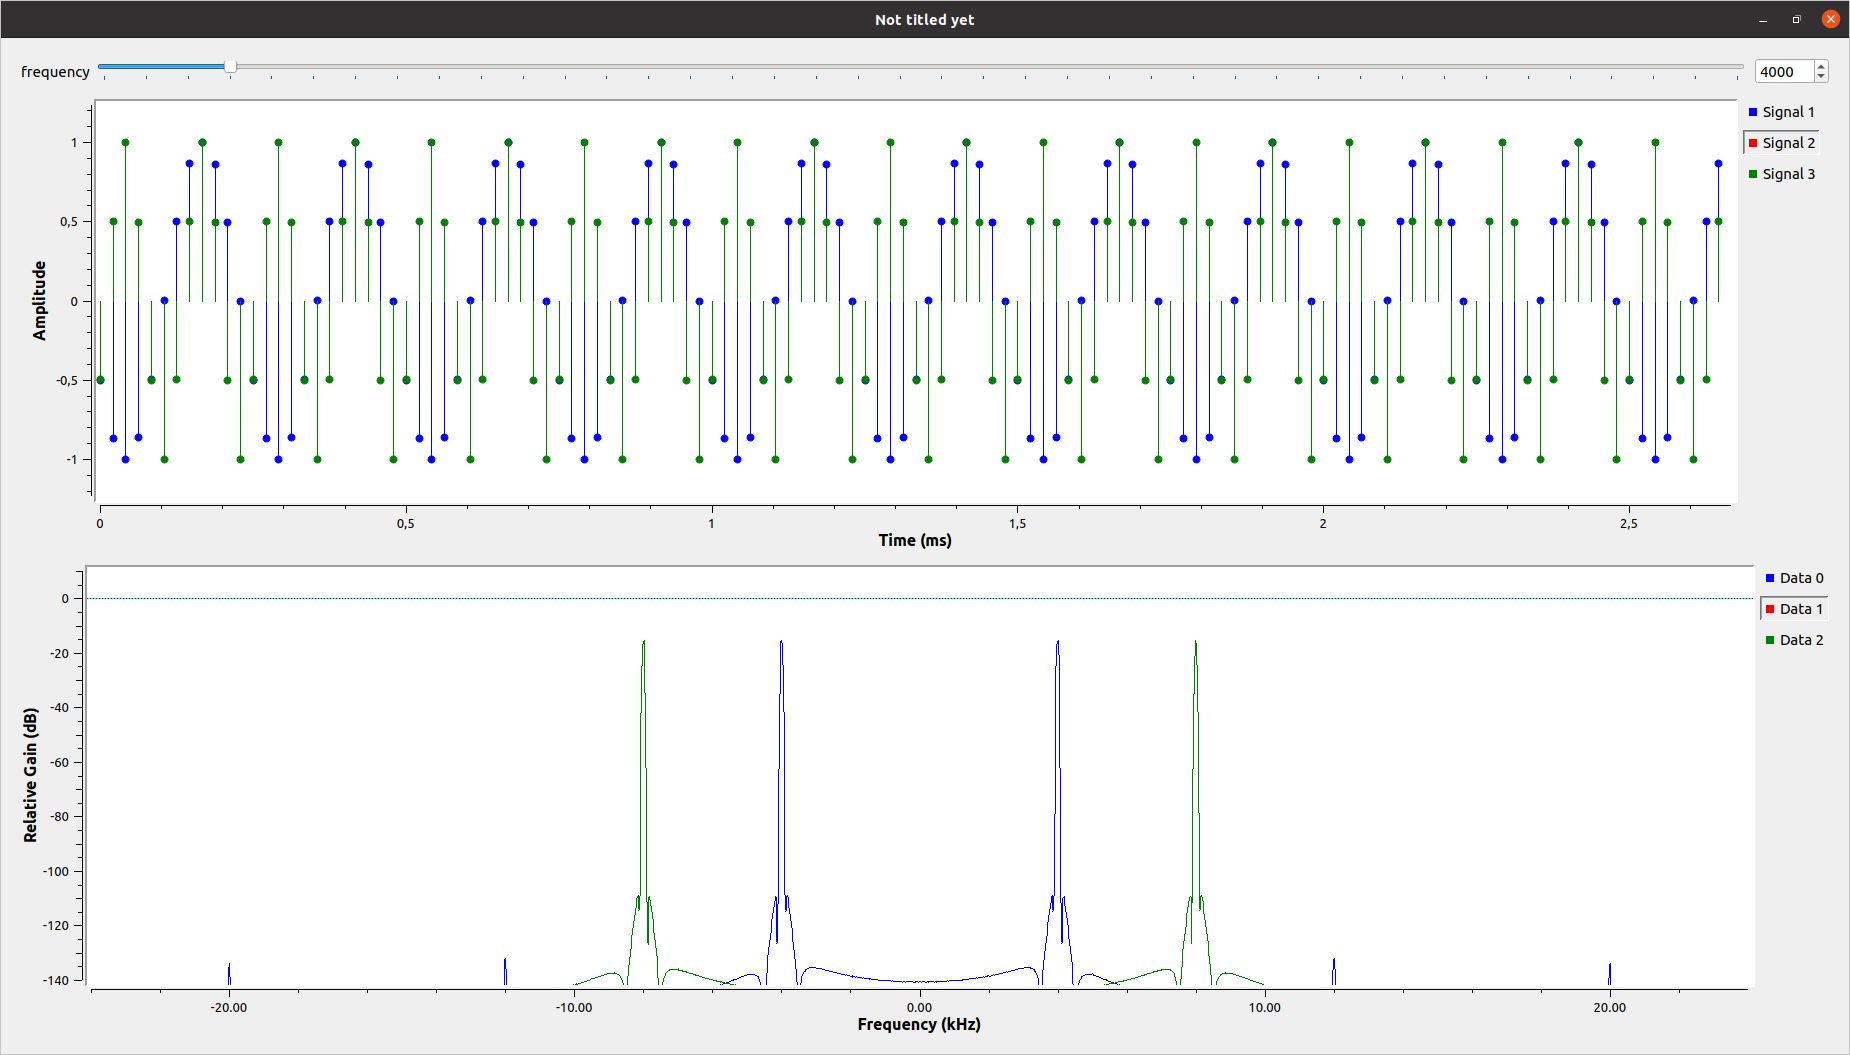 Not titled yet
frequency
4000
Signal 1
Signal 2
Signal 3
1
0,5
0
-0,5
-1
Amplitude
0 0,5 1 1,5 2 2,5
Time (ms)
Data 0
Data 1
Data 2
0
-20
-40
-60
-80
-100
-120
-140
Relative Gain (dB)
-20.00 -10.00 0.00 10.00 20.00
Frequency (kHz)